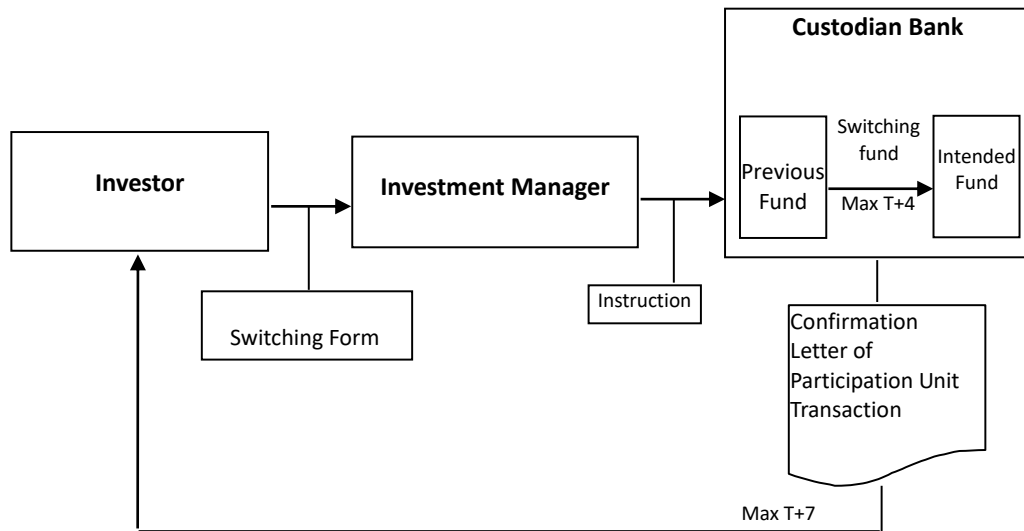 Custodian Bank
Investor
Investment Manager
Previous
Fund
Switching
fund
Max T+4
Intended
Fund
Switching Form
Instruction
Confirmation
Letter of
Participation Unit
Transaction
Max T+7